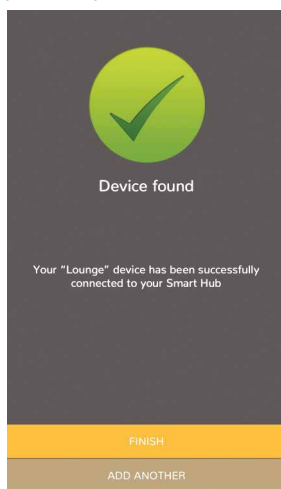 Device found
Your "Lounge" device has been successfully
connected to your Smart Hub
FINISH
ADD ANOTHER